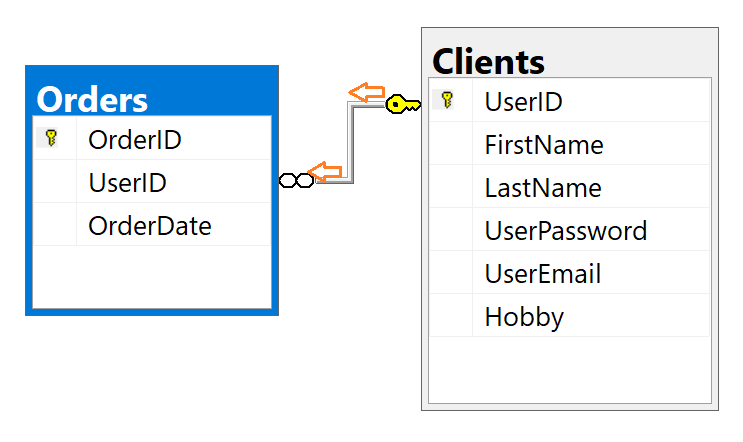 Orders
OrderID
UserID
OrderDate
Clients
UserID
FirstName
LastName
UserPassword
UserEmail
Hobby